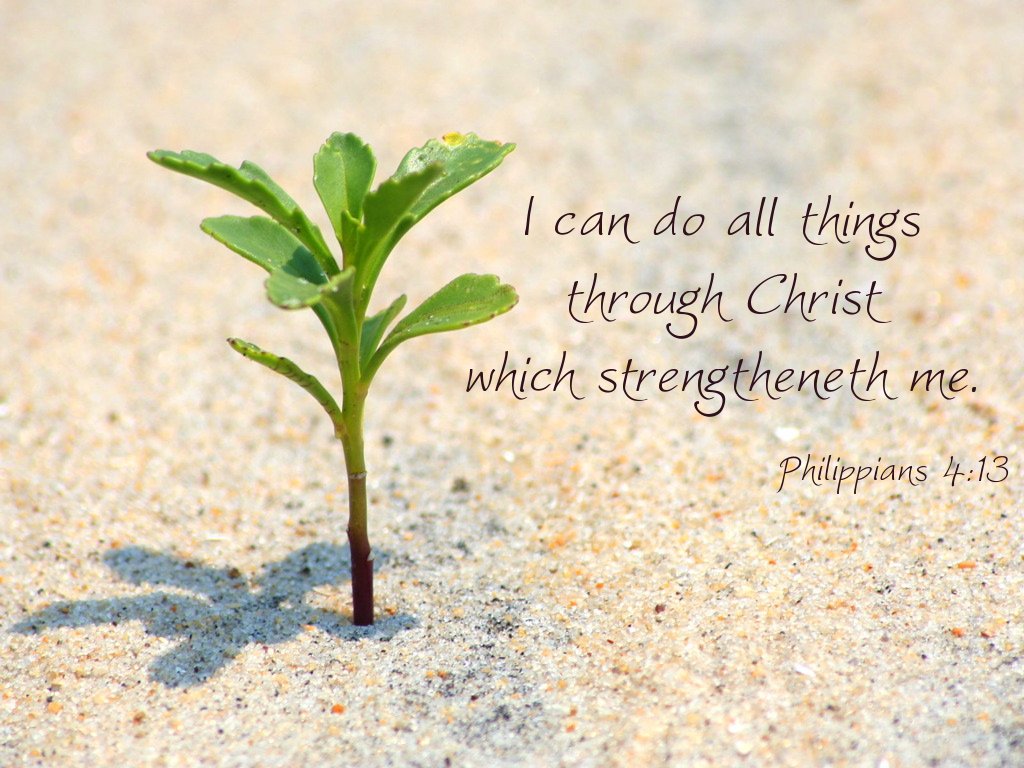 I can do all things
through Christ
which strengtheneth me.
Philippians 4:13